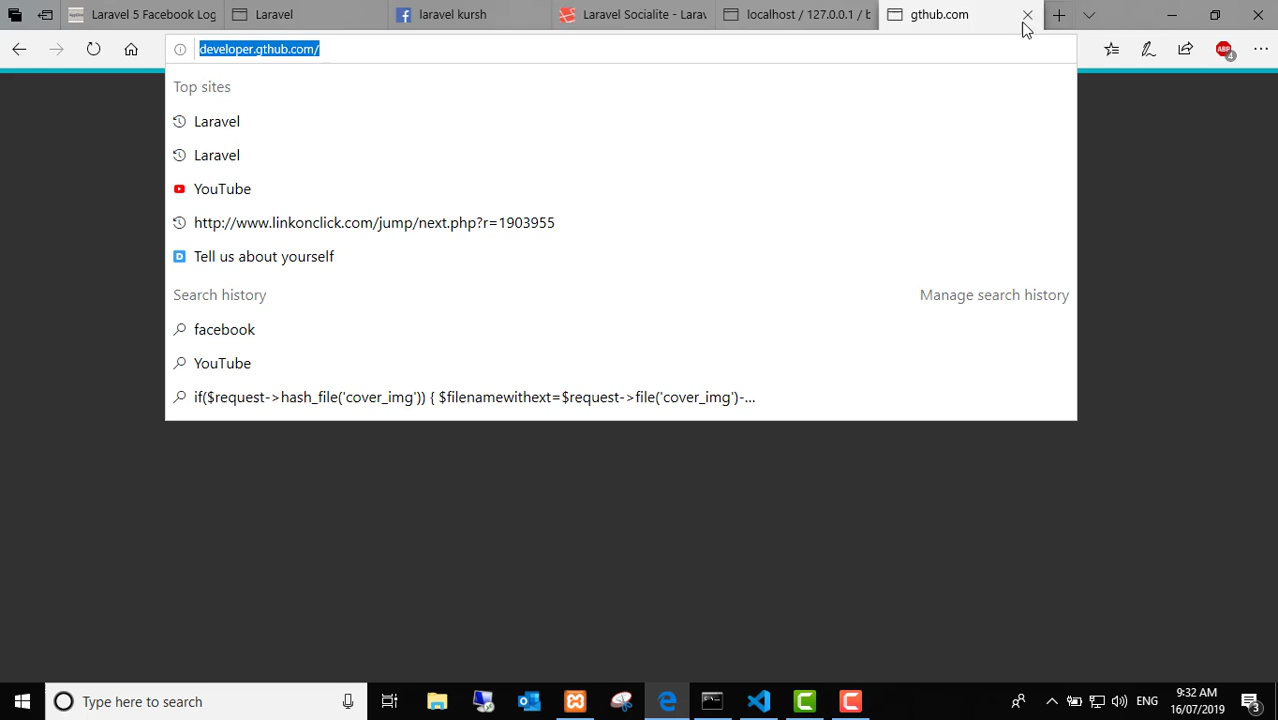 Laravel 5 Facebook Log
Laravel
laravel kursh
Laravel Socialite - Larav
localhost / 127.0.0.1 / b
gthub.com
developer.gthub.com/
ABP
4
Top sites
Laravel
Laravel
YouTube
http://www.linkonclick.com/jump/next.php?r=1903955
D
Tell us about yourself
Search history
Manage search history
facebook
YouTube
if($request->hash_file('cover_img')) { $filenamewithext=$request->file('cover_img')-...
Type here to search
ENG
9:32 AM
16/07/2019
3